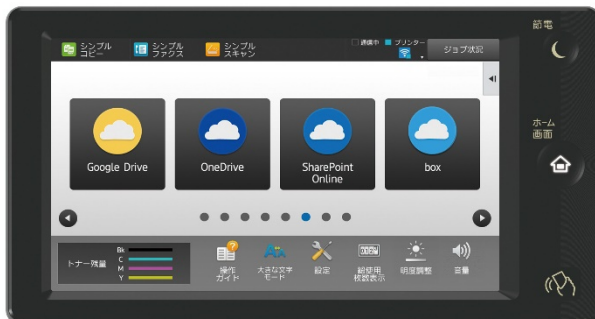 節電
シンプル
コピー
シンプル
ファクス
シンプル
スキャン
通信中
プリンター
ジョブ状況
ホーム
画面
Google Drive
OneDrive
SharePoint
Online
box
トナー残量
Bk
C
M
Y
操作
ガイド
大きな文字
モード
設定
総使用
枚数表示
明度調整
音量